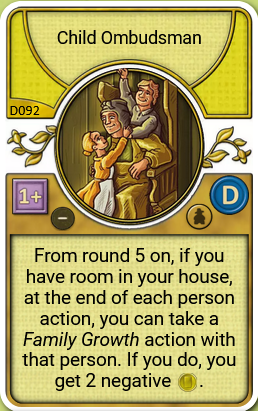 Child Ombudsman
D092
1+
–
D
From round 5 on, if you
have room in your house,
at the end of each person
action, you can take a
Family Growth action with
that person. If you do, you
get 2 negative .